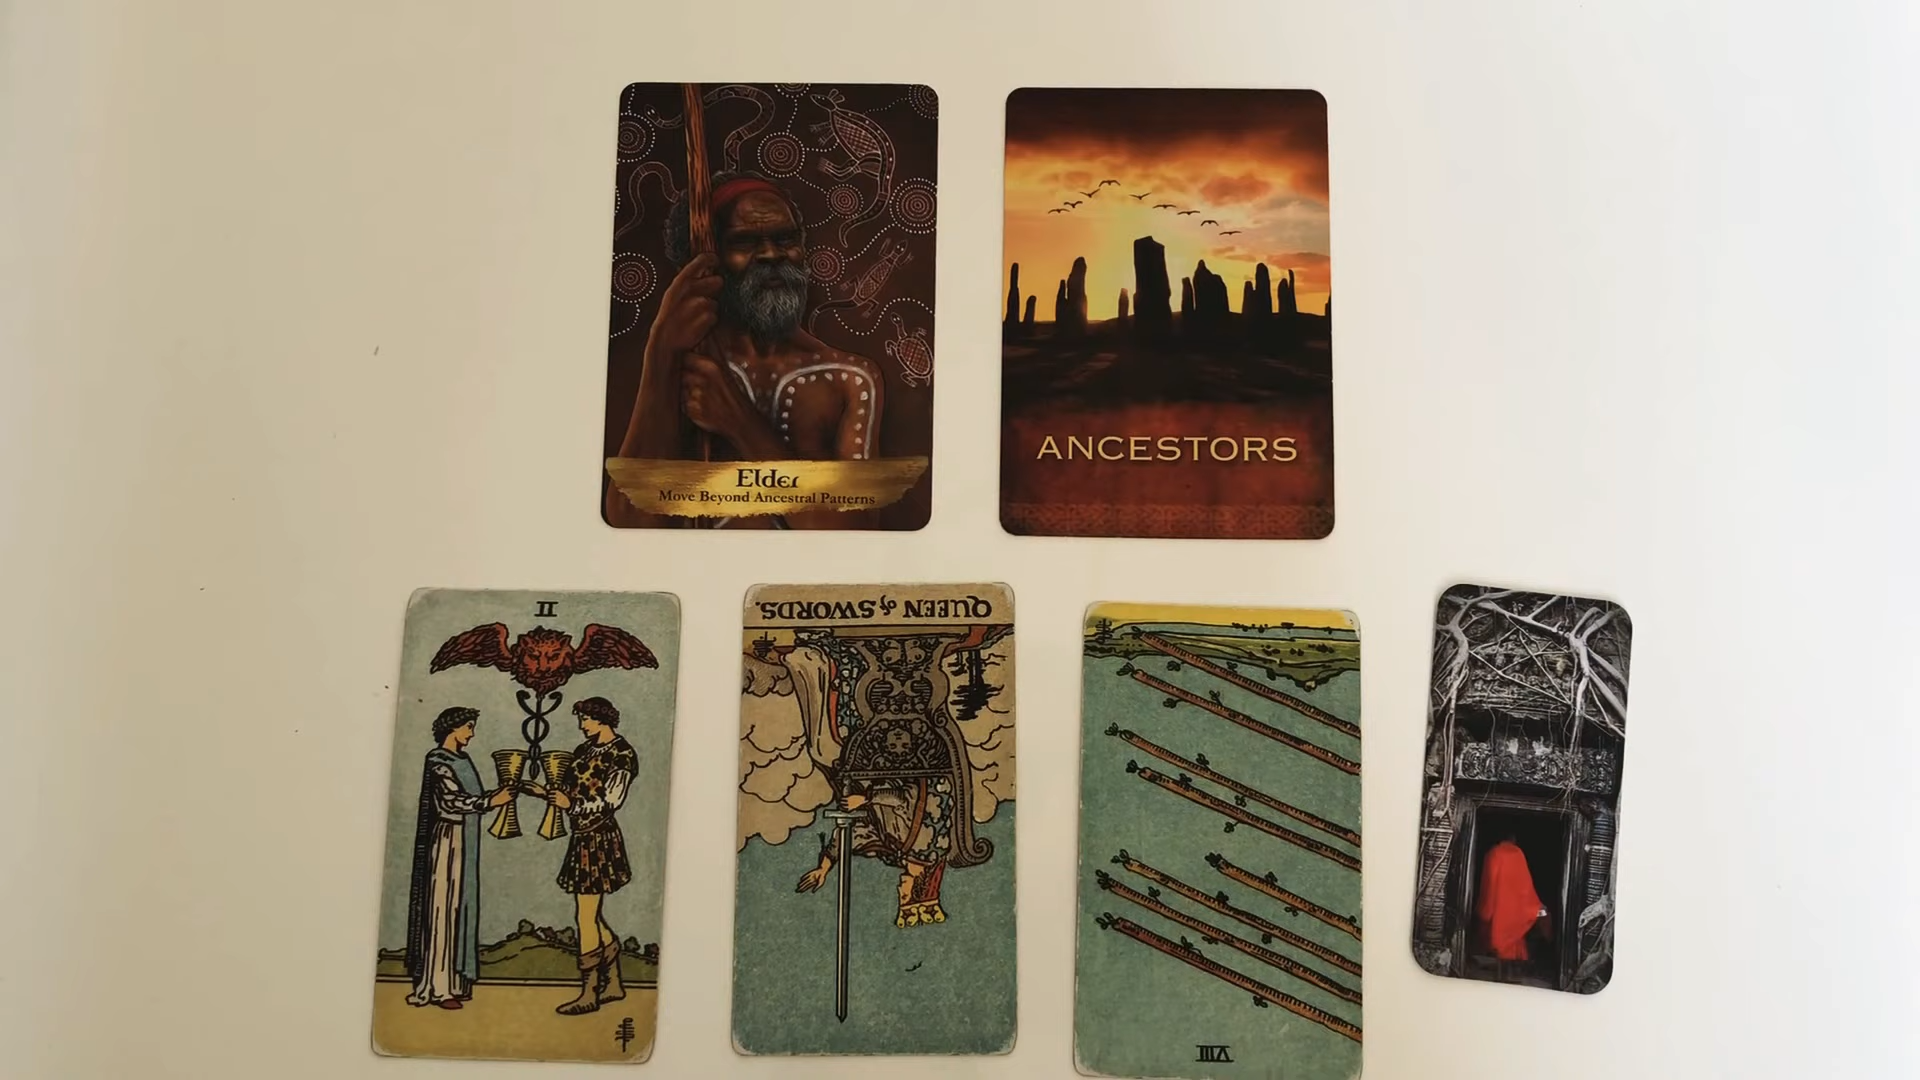 Elder
Move Beyond Ancestral Patterns
ANCESTORS
II
QUEEN of SWORDS.
VIII